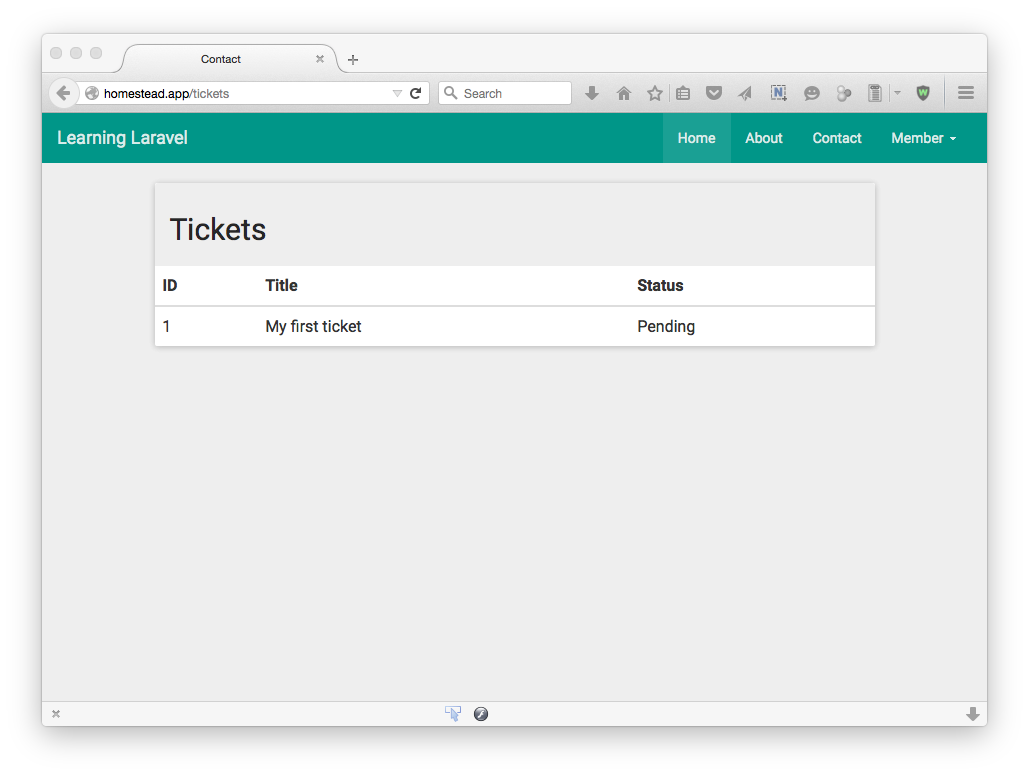 Contact
homestead.app/tickets
Search
N
W
Learning Laravel
Home About Contact Member
Tickets
ID Title Status
1 My first ticket Pending